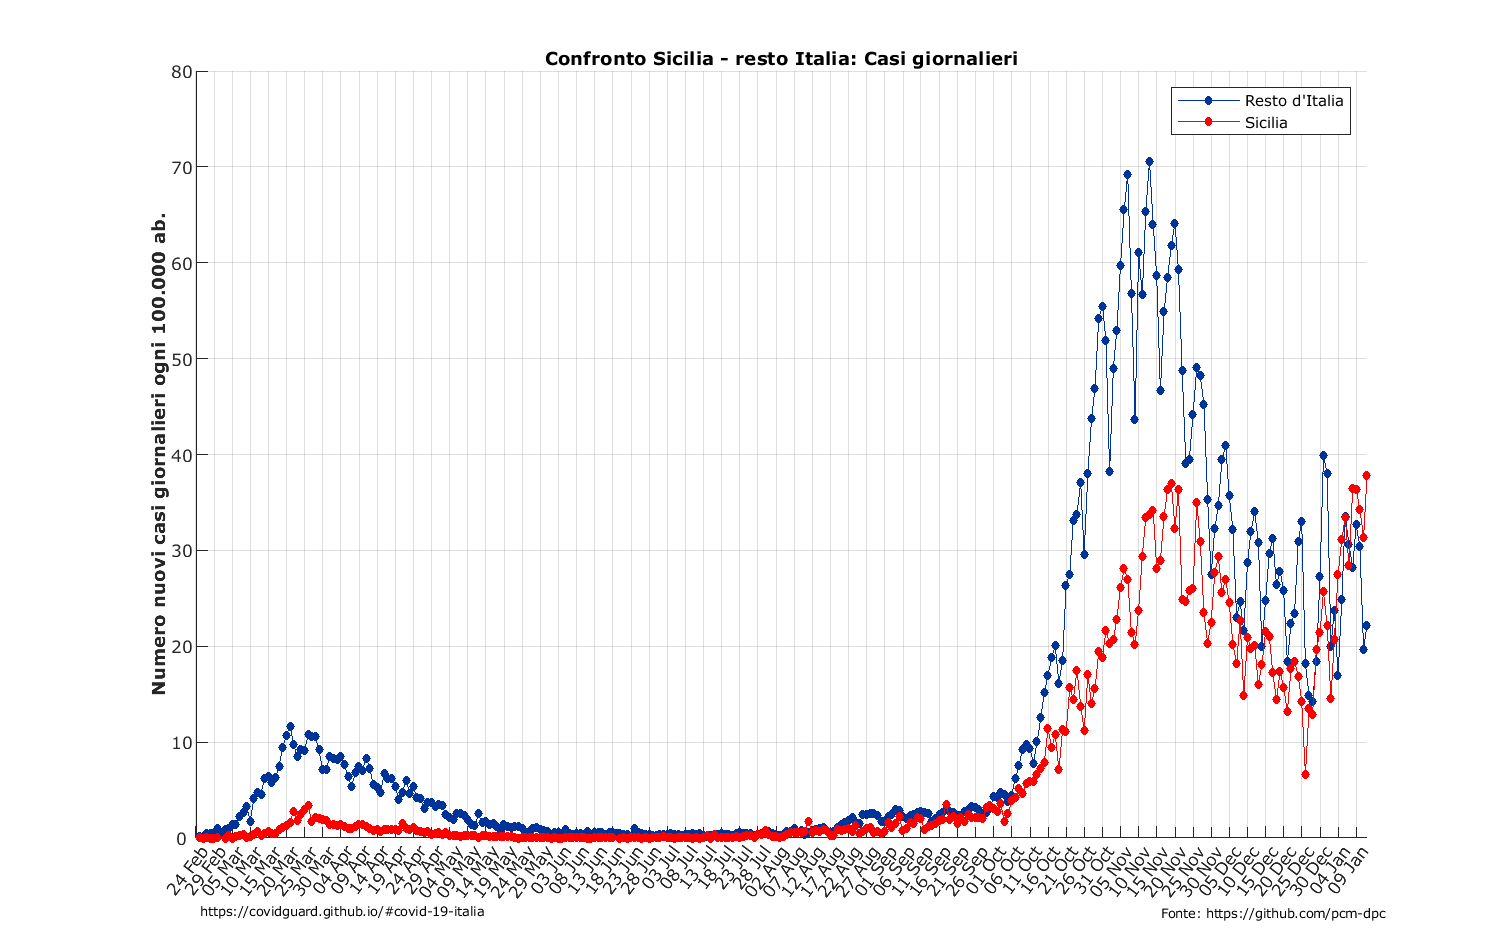 Confronto Sicilia - resto Italia: Casi giornalieri
Numero nuovi casi giornalieri ogni 100.000 ab.
80
70
60
50
40
30
20
10
0
Resto d'Italia
Sicilia
24 Feb
29 Feb
05 Mar
10 Mar
15 Mar
20 Mar
25 Mar
30 Mar
04 Apr
09 Apr
14 Apr
19 Apr
24 Apr
29 Apr
04 May
09 May
14 May
19 May
24 May
29 May
03 Jun
08 Jun
13 Jun
18 Jun
23 Jun
28 Jun
03 Jul
08 Jul
13 Jul
18 Jul
23 Jul
28 Jul
02 Aug
07 Aug
12 Aug
17 Aug
22 Aug
27 Aug
01 Sep
06 Sep
11 Sep
16 Sep
21 Sep
26 Sep
01 Oct
06 Oct
11 Oct
16 Oct
21 Oct
26 Oct
31 Oct
05 Nov
10 Nov
15 Nov
20 Nov
25 Nov
30 Nov
05 Dec
10 Dec
15 Dec
20 Dec
25 Dec
30 Dec
04 Jan
09 Jan
https://covidguard.github.io/#covid-19-italia
Fonte: https://github.com/pcm-dpc